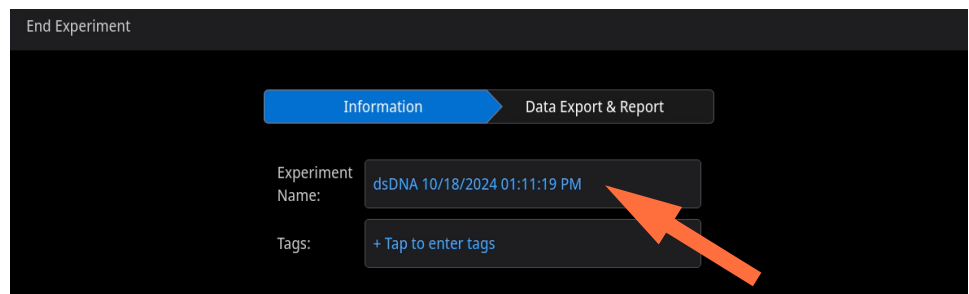 End Experiment
Information
Data Export & Report
Experiment
Name:
dsDNA 10/18/2024 01:11:19 PM
Tags:
+ Tap to enter tags